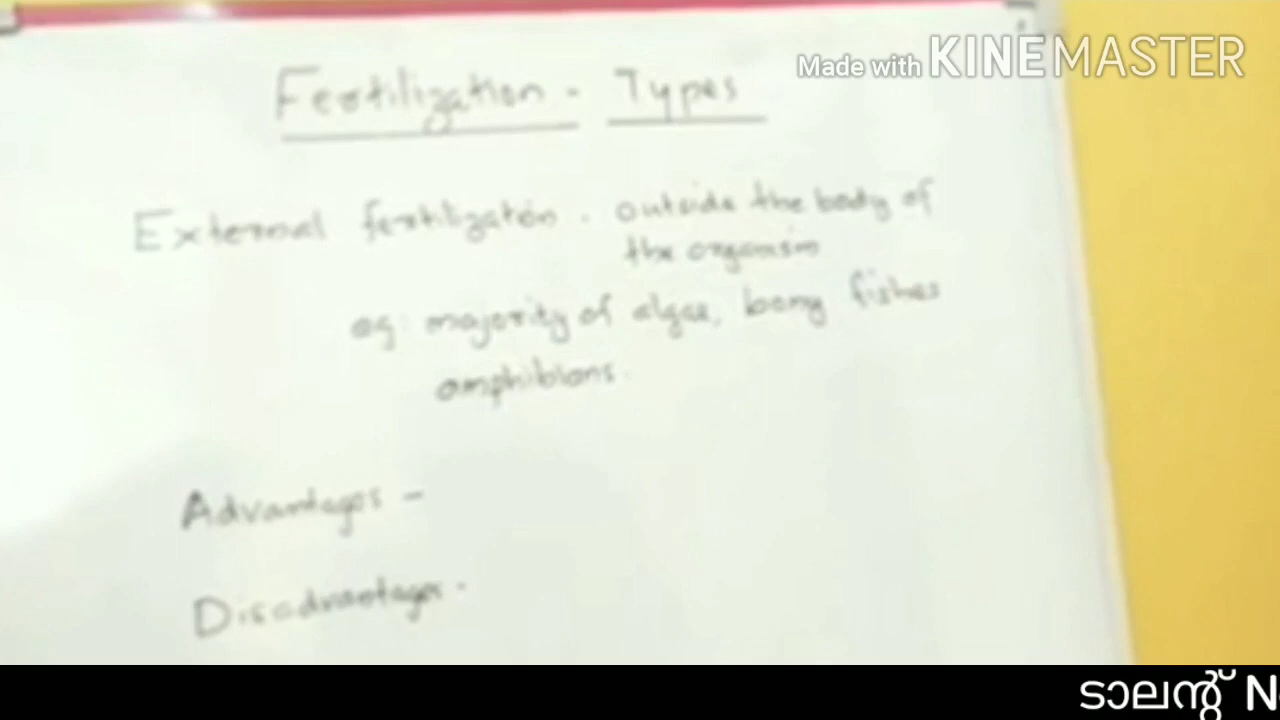 Made with KINEMASTER
Fertilization - Types
External fertilization - outside the body of
the organism
eg: majority of algae, bony fishes
amphibians.
Advantages -
Disadvantages -
ടാലന്റ് N